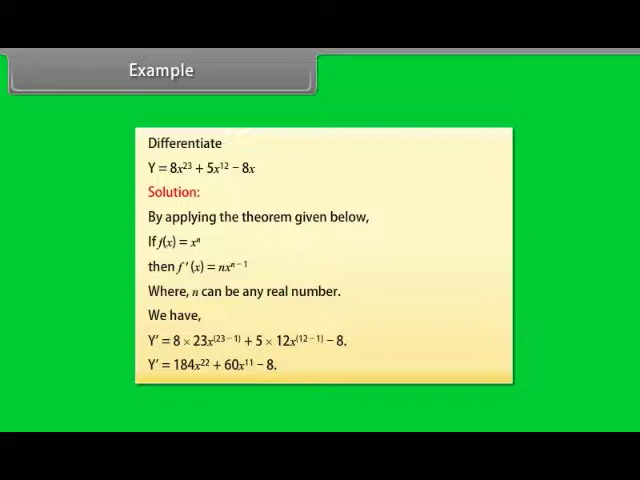 Example
Differentiate
Y = 8x²³ + 5x¹² − 8x
Solution:
By applying the theorem given below,
If f(x) = xⁿ
then f ′ (x) = nxⁿ⁻¹
Where, n can be any real number.
We have,
Y′ = 8 × 23x⁽²³⁻¹⁾ + 5 × 12x⁽¹²⁻¹⁾ − 8.
Y′ = 184x²² + 60x¹¹ − 8.